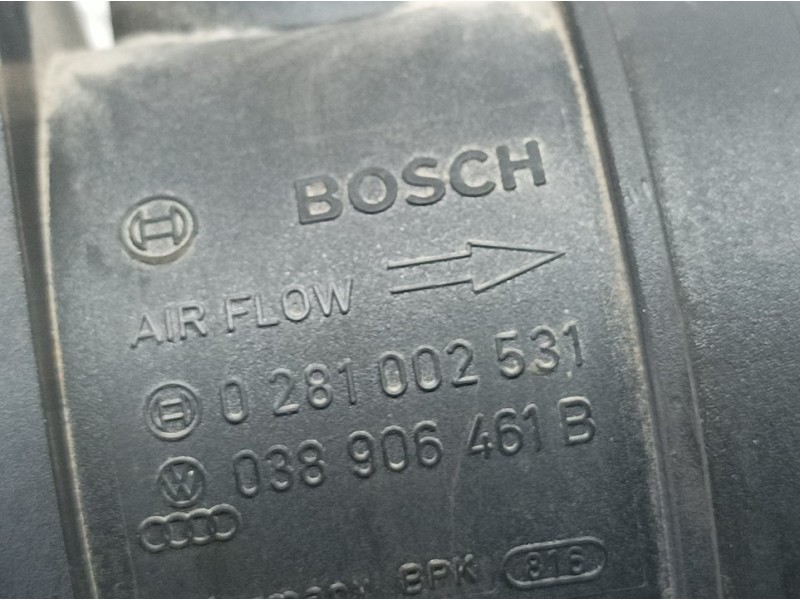 BOSCH
AIR FLOW
0 281 002 531
038 906 461 B
BPK 816